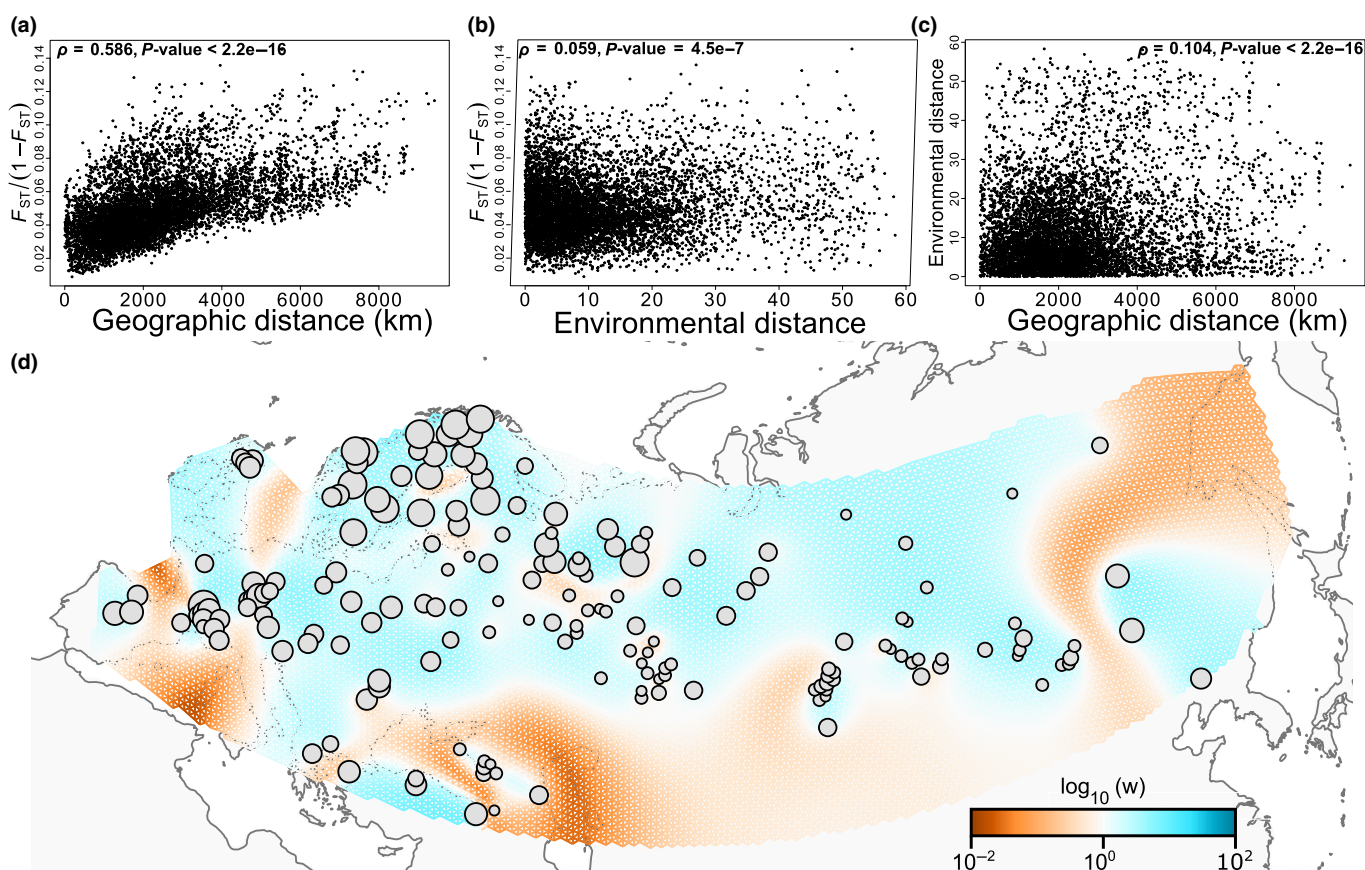 (a)
ρ = 0.586, P-value < 2.2e−16
F_ST/(1−F_ST)
0.02 0.04 0.06 0.08 0.10 0.12 0.14
0 2000 4000 6000 8000
Geographic distance (km)
(b)
ρ = 0.059, P-value = 4.5e−7
F_ST/(1−F_ST)
0.02 0.04 0.06 0.08 0.10 0.12 0.14
0 10 20 30 40 50 60
Environmental distance
(c)
ρ = 0.104, P-value < 2.2e−16
Environmental distance
0 10 20 30 40 50 60
0 2000 4000 6000 8000
Geographic distance (km)
(d)
log₁₀ (w)
10⁻² 10⁰ 10²